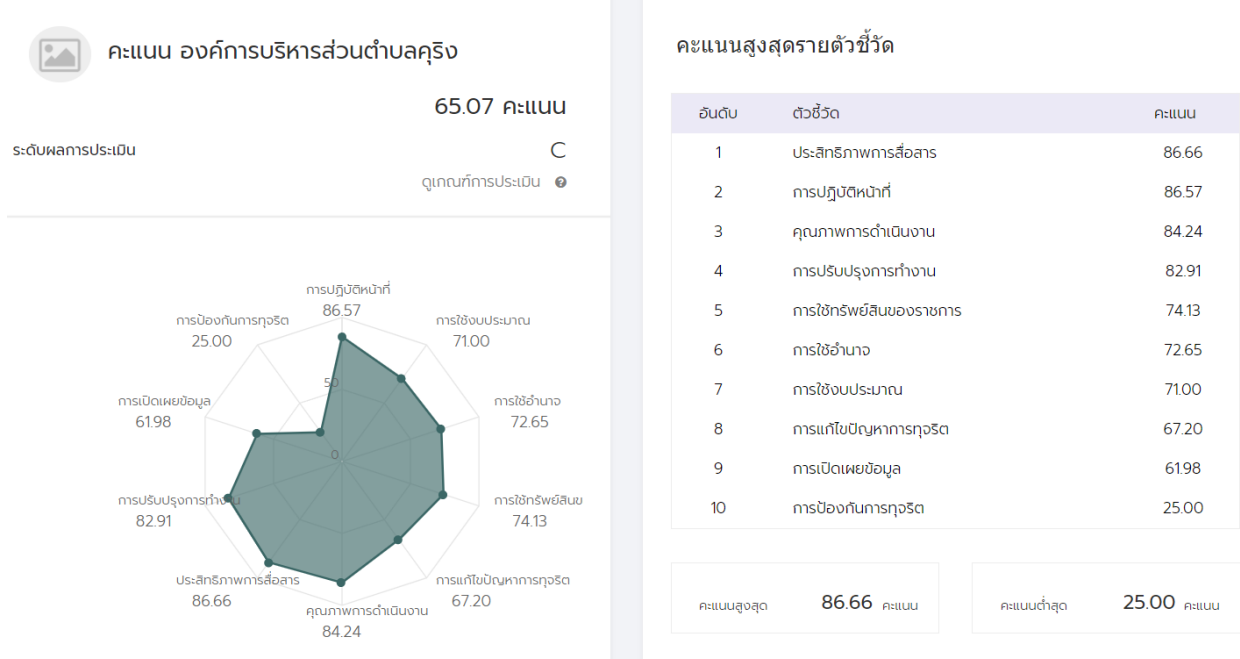 คะแนน องค์การบริหารส่วนตำบลคุริง
65.07 คะแนน
ระดับผลการประเมิน C
ดูเกณฑ์การประเมิน ?
การปฏิบัติหน้าที่
86.57
การป้องกันการทุจริต
25.00
การใช้งบประมาณ
71.00
50
การเปิดเผยข้อมูล
61.98
การใช้อำนาจ
72.65
0
การปรับปรุงการทำงาน
82.91
การใช้ทรัพย์สินข
74.13
ประสิทธิภาพการสื่อสาร
86.66
การแก้ไขปัญหาการทุจริต
67.20
คุณภาพการดำเนินงาน
84.24
คะแนนสูงสุดรายตัวชี้วัด
อันดับ ตัวชี้วัด คะแนน
1 ประสิทธิภาพการสื่อสาร 86.66
2 การปฏิบัติหน้าที่ 86.57
3 คุณภาพการดำเนินงาน 84.24
4 การปรับปรุงการทำงาน 82.91
5 การใช้ทรัพย์สินของราชการ 74.13
6 การใช้อำนาจ 72.65
7 การใช้งบประมาณ 71.00
8 การแก้ไขปัญหาการทุจริต 67.20
9 การเปิดเผยข้อมูล 61.98
10 การป้องกันการทุจริต 25.00
คะแนนสูงสุด 86.66 คะแนน
คะแนนต่ำสุด 25.00 คะแนน